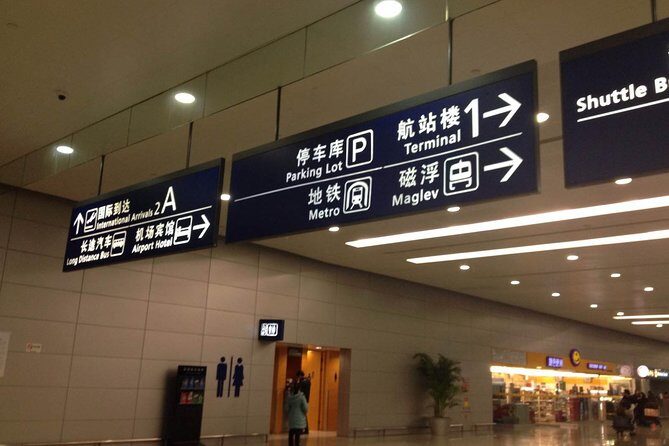 国际到达
International Arrivals 2 A
长途汽车 机场宾馆
Long Distance Bus Airport Hotel
停车库 P
Parking Lot
航站楼 1
Terminal
地铁
Metro
磁浮
Maglev
Shuttle B